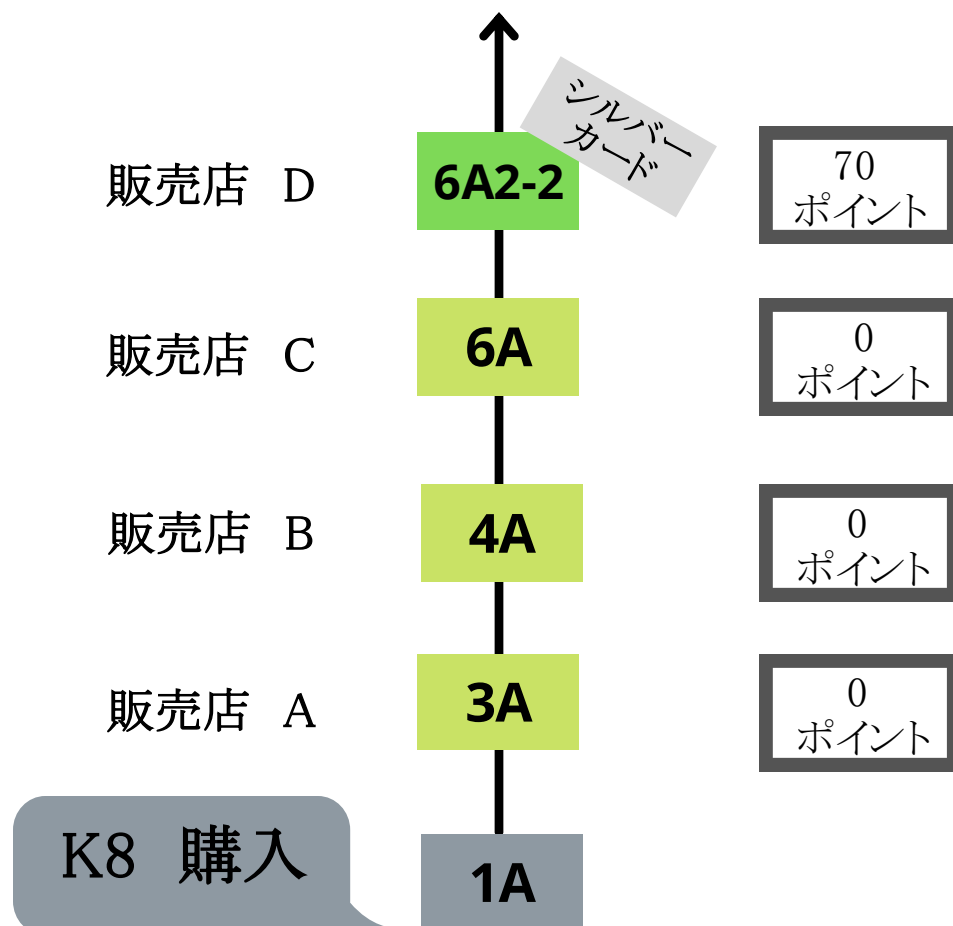 シルバー
カード
販売店 D
6A2-2
70
ポイント
販売店 C
6A
0
ポイント
販売店 B
4A
0
ポイント
販売店 A
3A
0
ポイント
K8 購入
1A